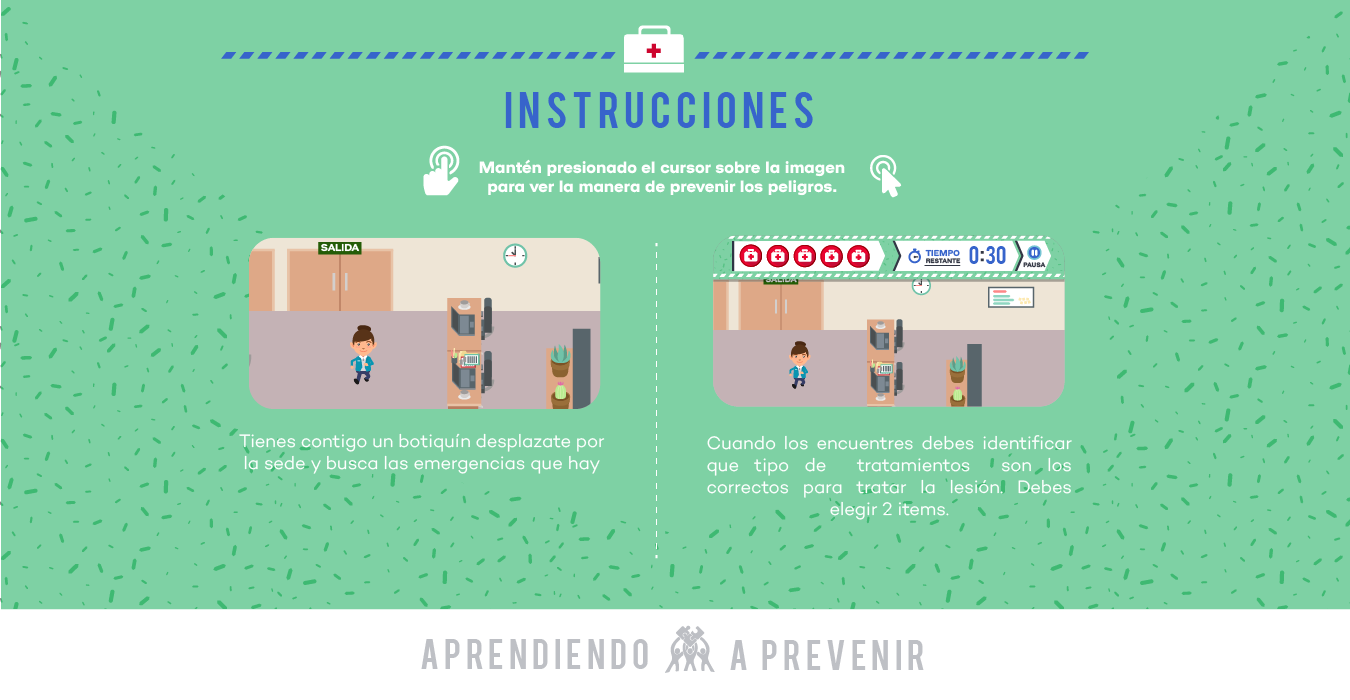 INSTRUCCIONES
Mantén presionado el cursor sobre la imagen
para ver la manera de prevenir los peligros.
SALIDA
TIEMPO
RESTANTE
0:30
PAUSA
SALIDA
Tienes contigo un botiquín desplazate por
la sede y busca las emergencias que hay
Cuando los encuentres debes identificar
que tipo de tratamientos son los
correctos para tratar la lesión. Debes
elegir 2 items.
APRENDIENDO A PREVENIR